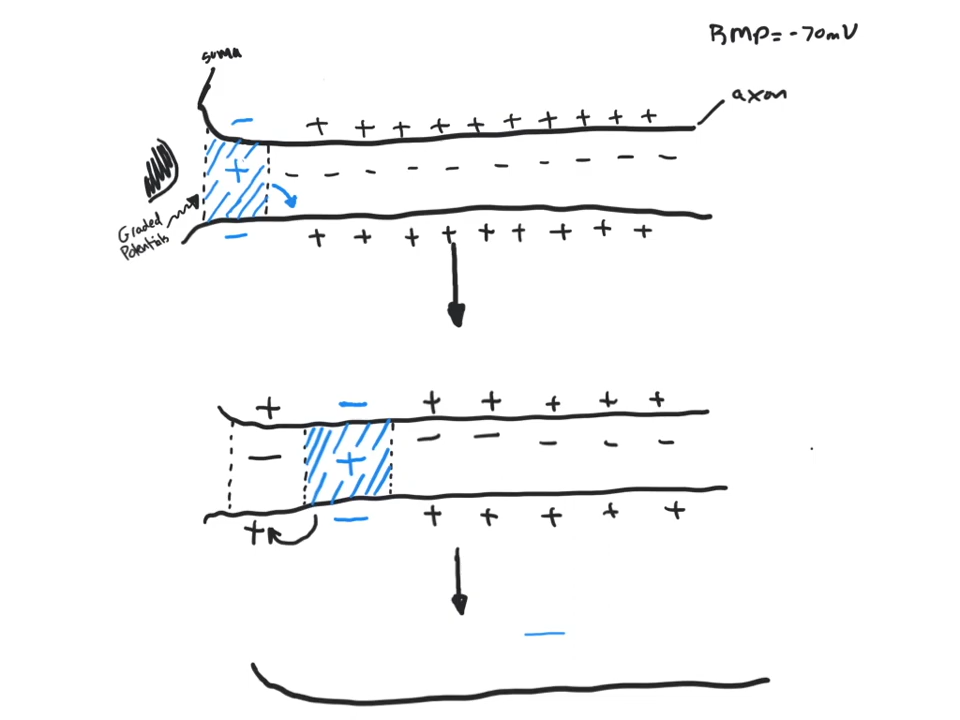 RMP = -70mV
soma
axon
+ + + + + + + + +
+
- - - - - - - - - - -
Graded
Potentials
+ + + + + + + + +
+ - + + + + +
- + - - - - -
+ - + + + + +
-